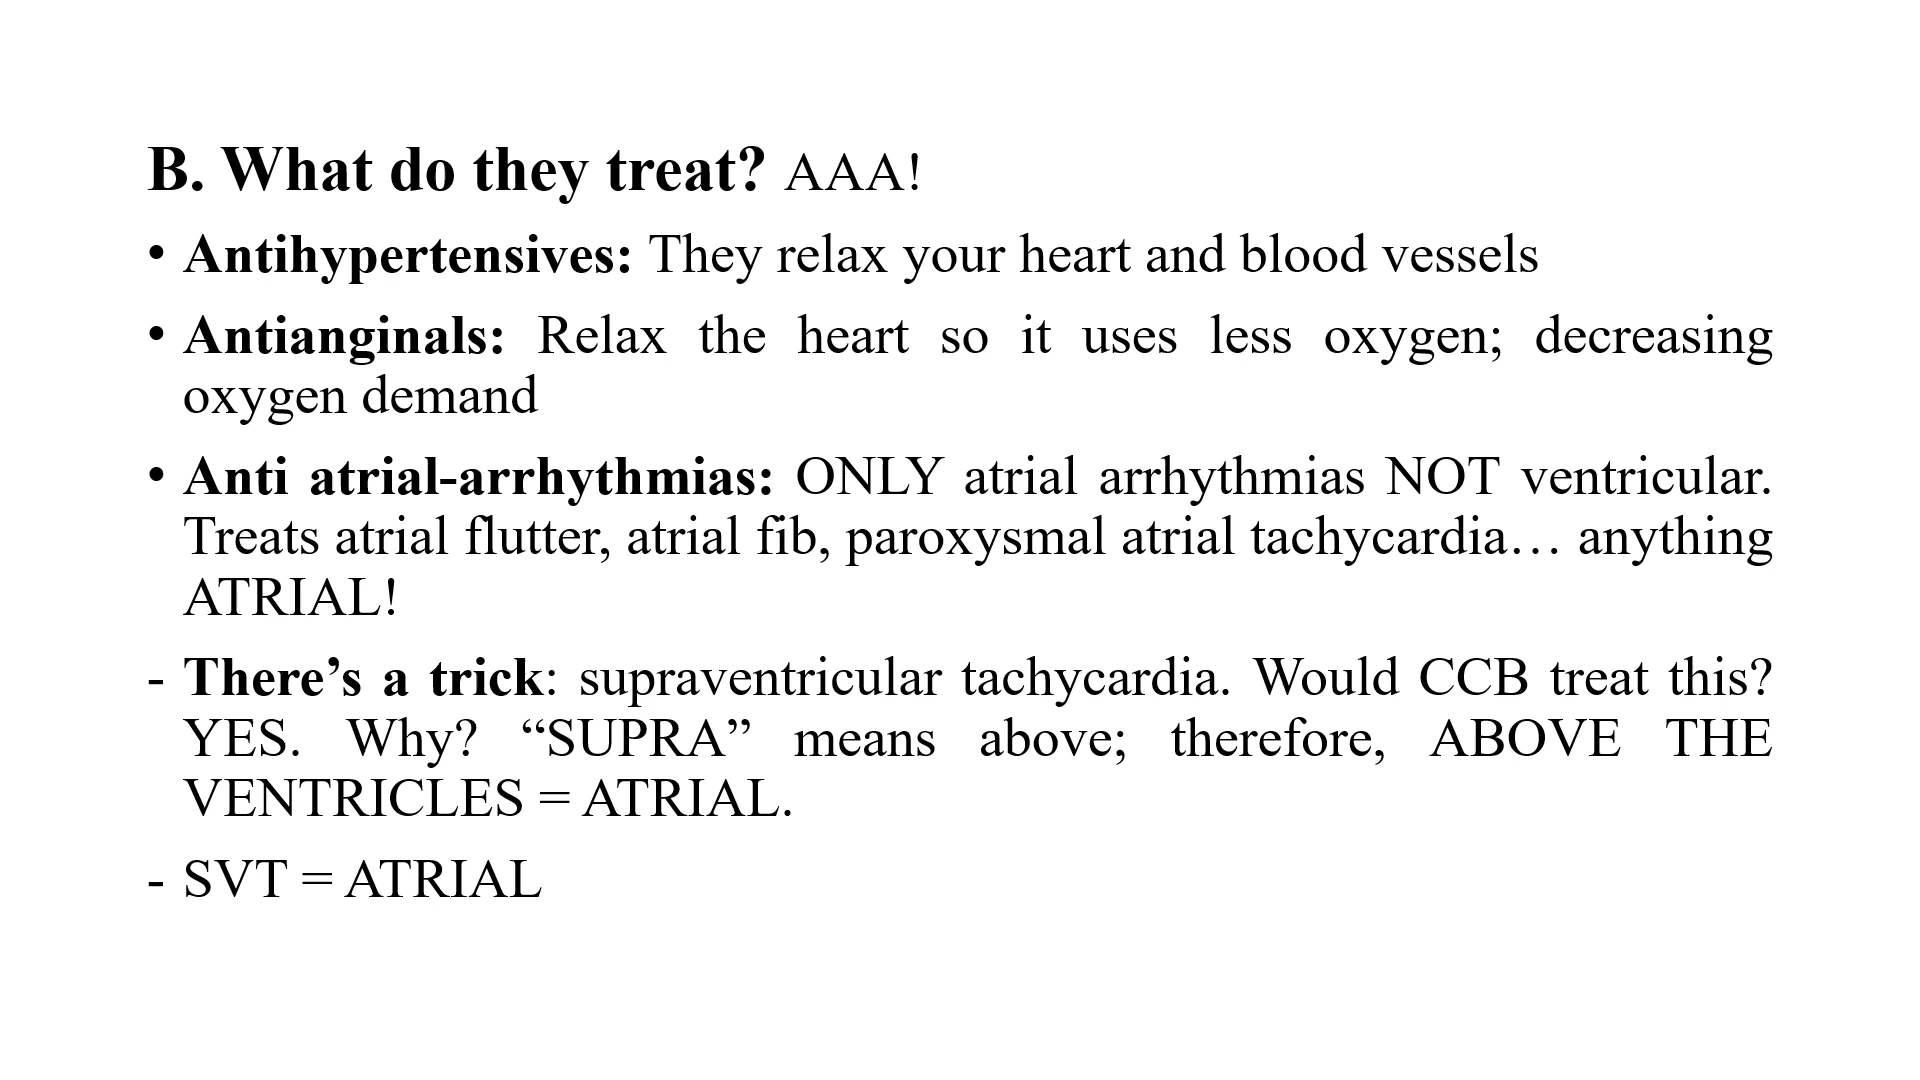 B. What do they treat? AAA!
• Antihypertensives: They relax your heart and blood vessels
• Antianginals: Relax the heart so it uses less oxygen; decreasing
oxygen demand
• Anti atrial-arrhythmias: ONLY atrial arrhythmias NOT ventricular.
Treats atrial flutter, atrial fib, paroxysmal atrial tachycardia… anything
ATRIAL!
- There’s a trick: supraventricular tachycardia. Would CCB treat this?
YES. Why? “SUPRA” means above; therefore, ABOVE THE
VENTRICLES = ATRIAL.
- SVT = ATRIAL